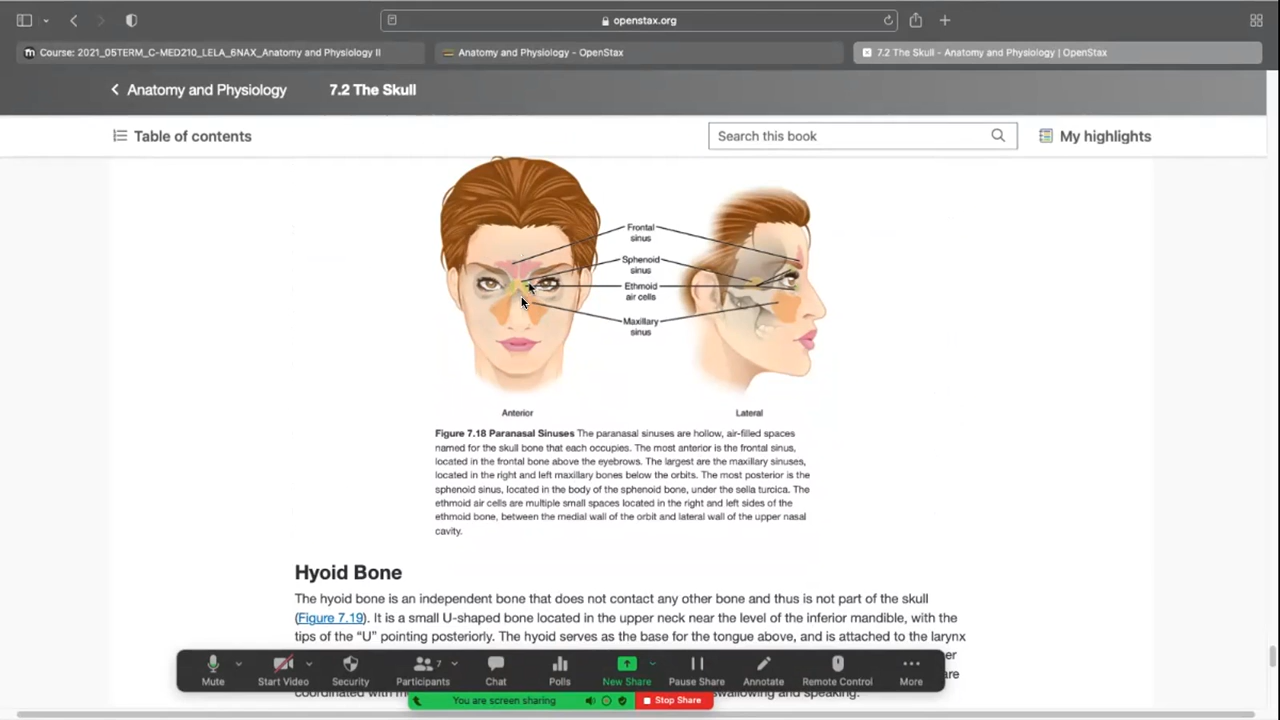 openstax.org
Course: 2021_05TERM_C-MED210_LELA_6NAX_Anatomy and Physiology II
Anatomy and Physiology - OpenStax
7.2 The Skull - Anatomy and Physiology | OpenStax
Anatomy and Physiology
7.2 The Skull
Table of contents
Search this book
My highlights
Frontal
sinus
Sphenoid
sinus
Ethmoid
air cells
Maxillary
sinus
Anterior
Lateral
Figure 7.18 Paranasal Sinuses The paranasal sinuses are hollow, air-filled spaces
named for the skull bone that each occupies. The most anterior is the frontal sinus,
located in the frontal bone above the eyebrows. The largest are the maxillary sinuses,
located in the right and left maxillary bones below the orbits. The most posterior is the
sphenoid sinus, located in the body of the sphenoid bone, under the sella turcica. The
ethmoid air cells are multiple small spaces located in the right and left sides of the
ethmoid bone, between the medial wall of the orbit and lateral wall of the upper nasal
cavity.
Hyoid Bone
The hyoid bone is an independent bone that does not contact any other bone and thus is not part of the skull
(Figure 7.19). It is a small U-shaped bone located in the upper neck near the level of the inferior mandible, with the
tips of the “U” pointing posteriorly. The hyoid serves as the base for the tongue above, and is attached to the larynx
swallowing and speaking.
Mute
Start Video
Security
Participants
7
Chat
Polls
New Share
Pause Share
Annotate
Remote Control
More
You are screen sharing
Stop Share